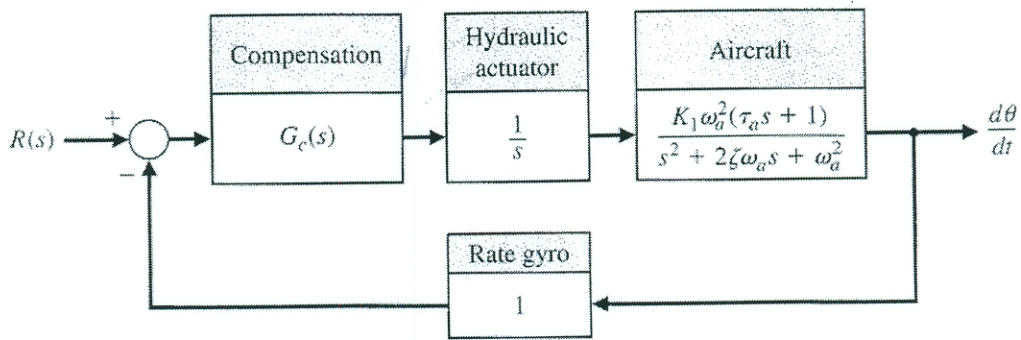 Compensation
G_c(s)
Hydraulic
actuator
1
s
Aircraft
K_1ω_a^2(τ_a s + 1)
s^2 + 2ζω_a s + ω_a^2
R(s)
+
−
dθ
dt
Rate gyro
1